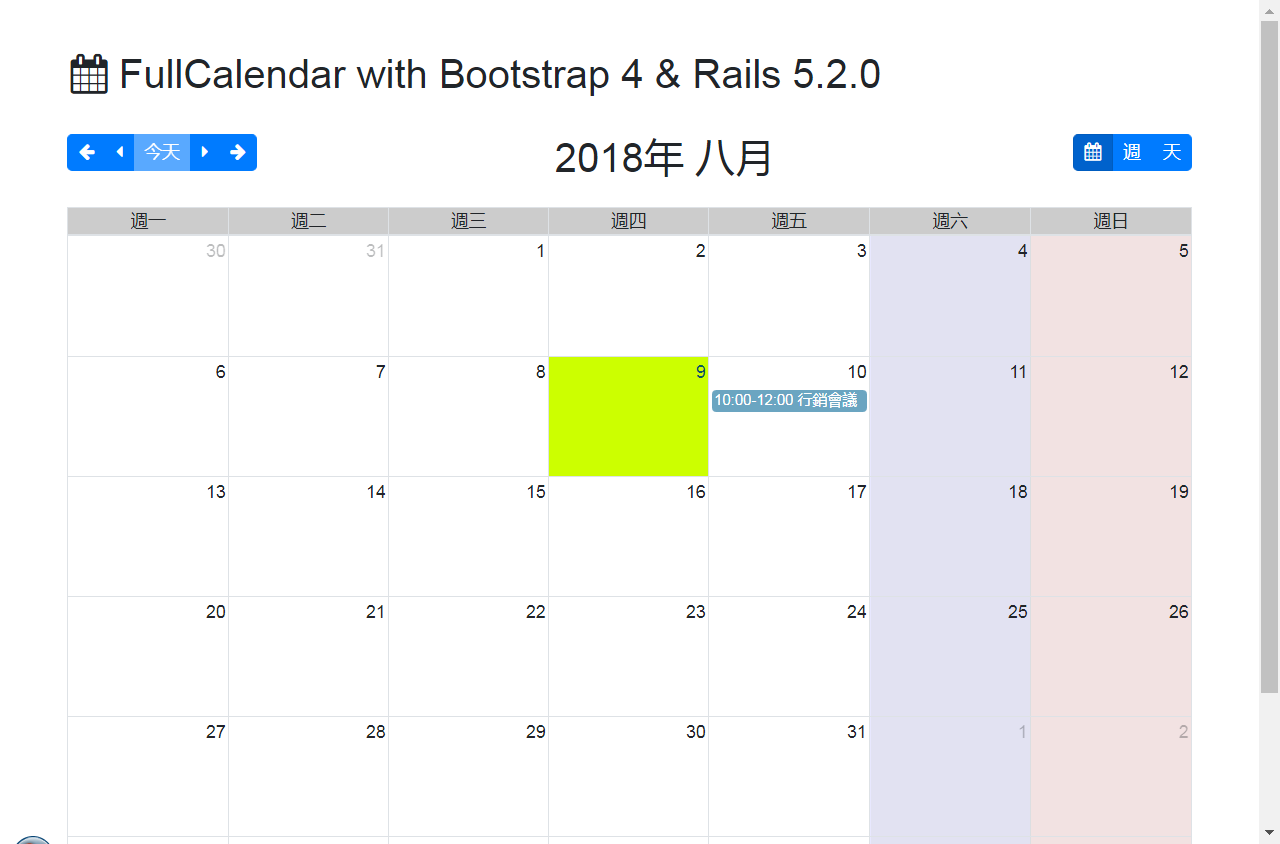 FullCalendar with Bootstrap 4 & Rails 5.2.0
今天 2018年 八月 週 天
週一 週二 週三 週四 週五 週六 週日
30 31 1 2 3 4 5
6 7 8 9 10 11 12
10:00-12:00 行銷會議
13 14 15 16 17 18 19
20 21 22 23 24 25 26
27 28 29 30 31 1 2